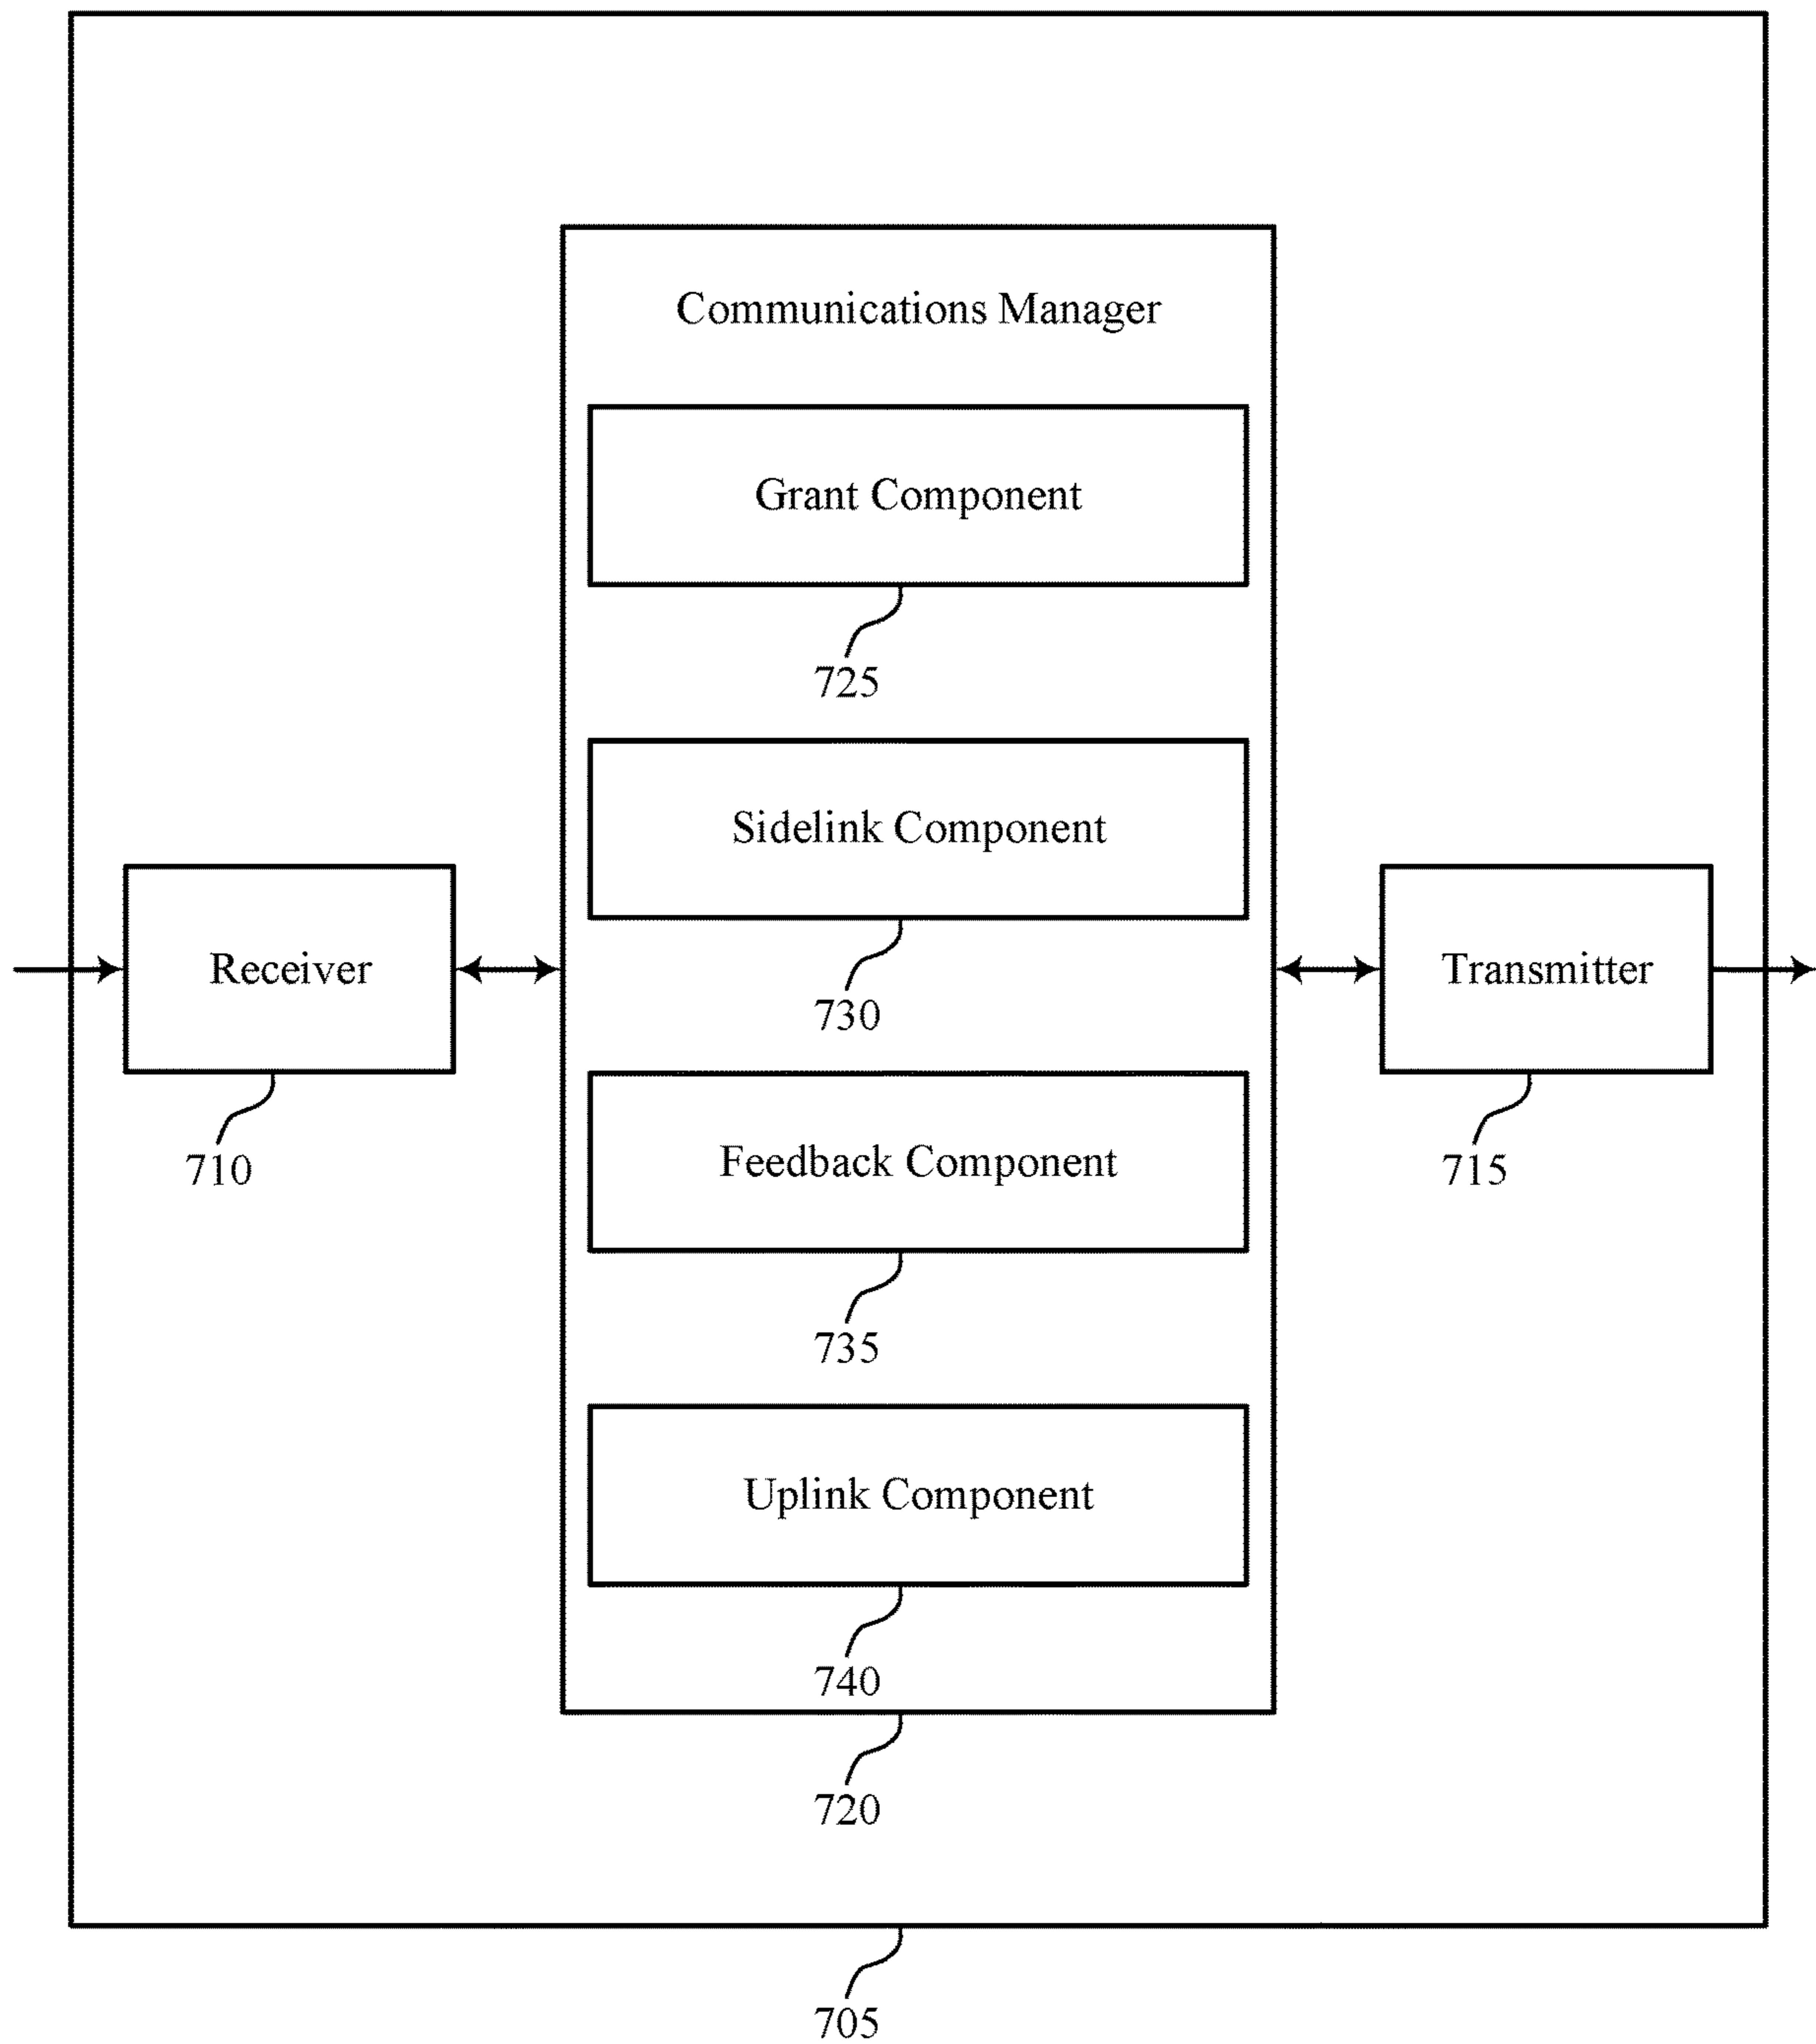 Communications Manager
Grant Component
725
Sidelink Component
730
Receiver
710
Transmitter
715
Feedback Component
735
Uplink Component
740
720
705